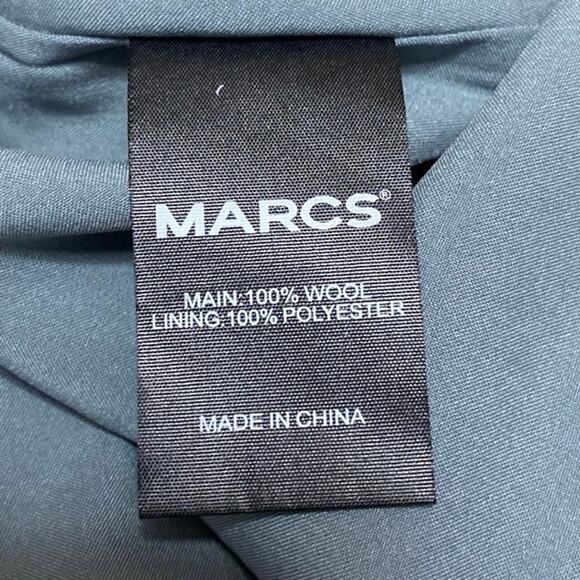 MARCS®
MAIN:100% WOOL
LINING:100% POLYESTER
MADE IN CHINA